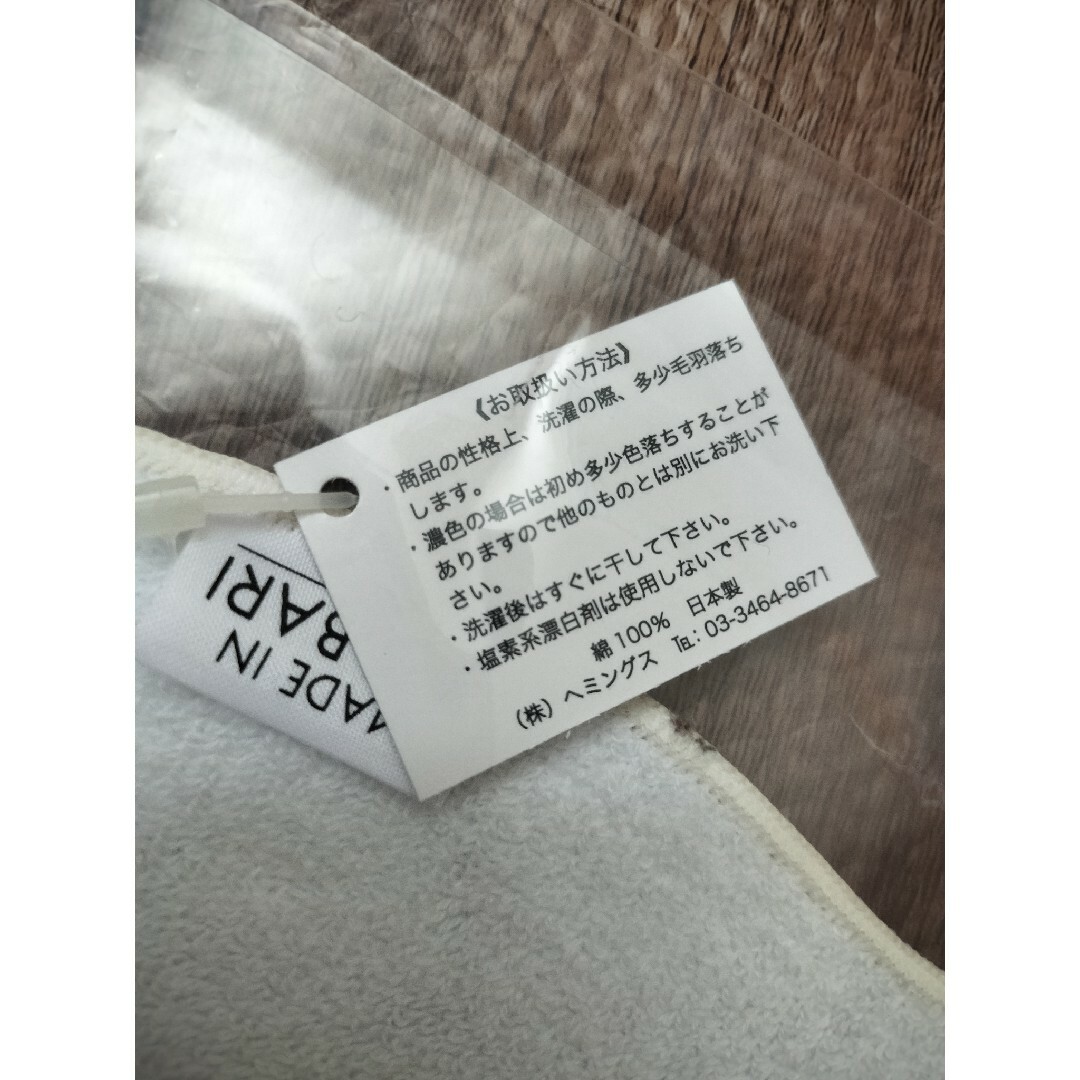 《お取扱い方法》
・商品の性格上、洗濯の際、多少毛羽落ち
します。
・濃色の場合は初め多少色落ちすることが
ありますので他のものとは別にお洗い下
さい。
・洗濯後はすぐに干して下さい。
・塩素系漂白剤は使用しないで下さい。
綿100% 日本製
（株）ヘミングス ℡: 03-3464-8671
MADE IN
BARI